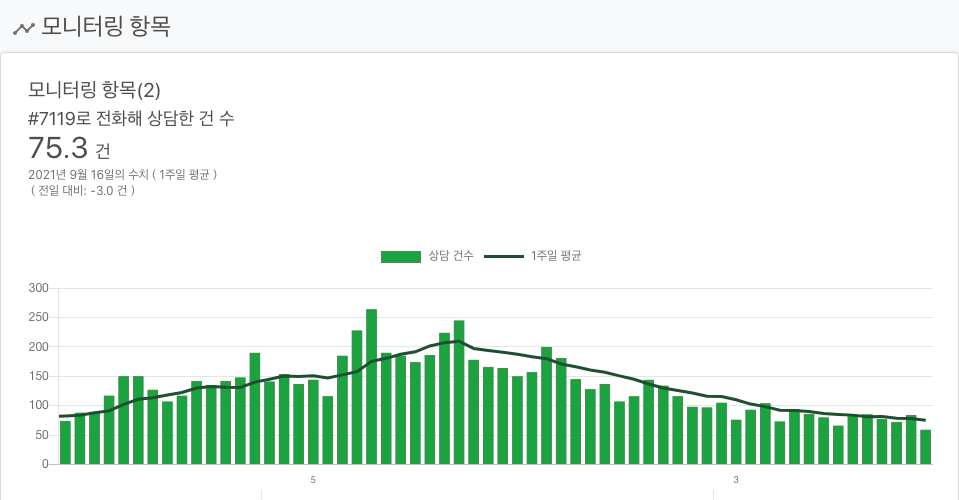 모니터링 항목
모니터링 항목(2)
#7119로 전화해 상담한 건 수
75.3 건
2021년 9월 16일의 수치 ( 1주일 평균 )
( 전일 대비: -3.0 건 )
상담 건수 1주일 평균
300
250
200
150
100
50
0
5 3